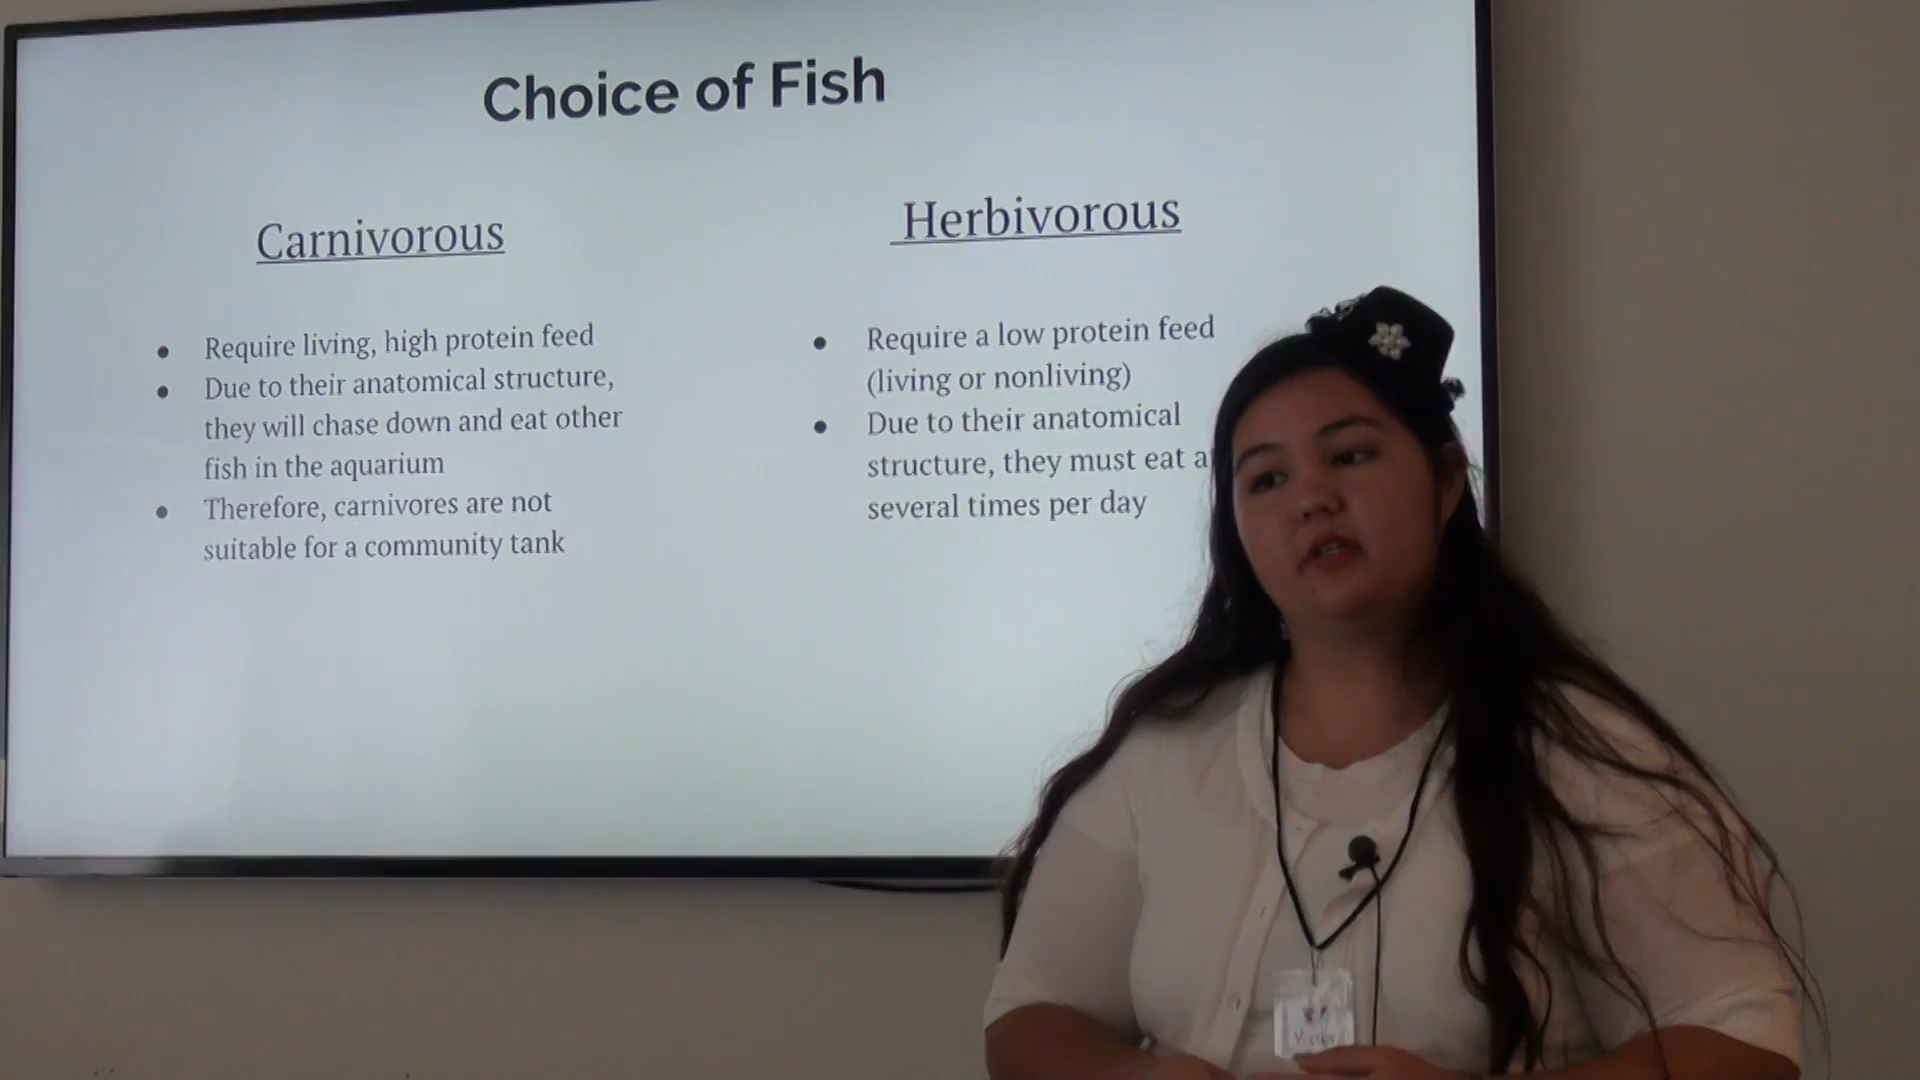 Choice of Fish
Carnivorous
Require living, high protein feed
Due to their anatomical structure,
they will chase down and eat other
fish in the aquarium
Therefore, carnivores are not
suitable for a community tank
Herbivorous
Require a low protein feed
(living or nonliving)
Due to their anatomical
structure, they must eat
several times per day